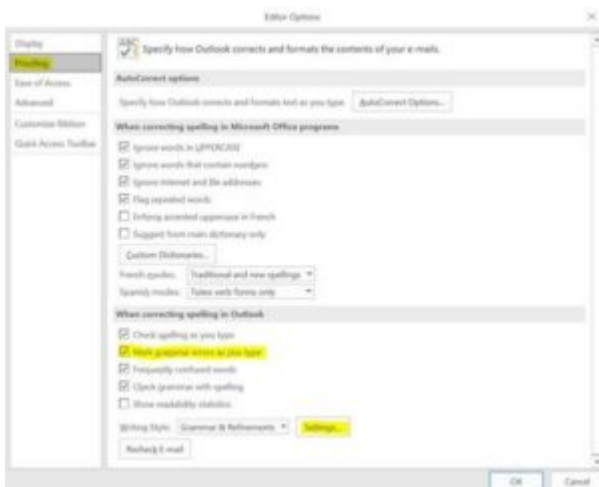 Editor Options
Display
Proofing
Ease of Access
Advanced
Customize Ribbon
Quick Access Toolbar
ABC
Specify how Outlook corrects and formats the contents of your e-mails.
AutoCorrect options
Specify how Outlook corrects and formats text as you type: AutoCorrect Options...
When correcting spelling in Microsoft Office programs
Ignore words in UPPERCASE
Ignore words that contain numbers
Ignore Internet and file addresses
Flag repeated words
Enforce accented uppercase in French
Suggest from main dictionary only
Custom Dictionaries...
French modes: Traditional and new spellings
Spanish modes: Tuteo verb forms only
When correcting spelling in Outlook
Check spelling as you type
Mark grammar errors as you type
Frequently confused words
Check grammar with spelling
Show readability statistics
Writing Style: Grammar & Refinements Settings...
Recheck E-mail
OK Cancel